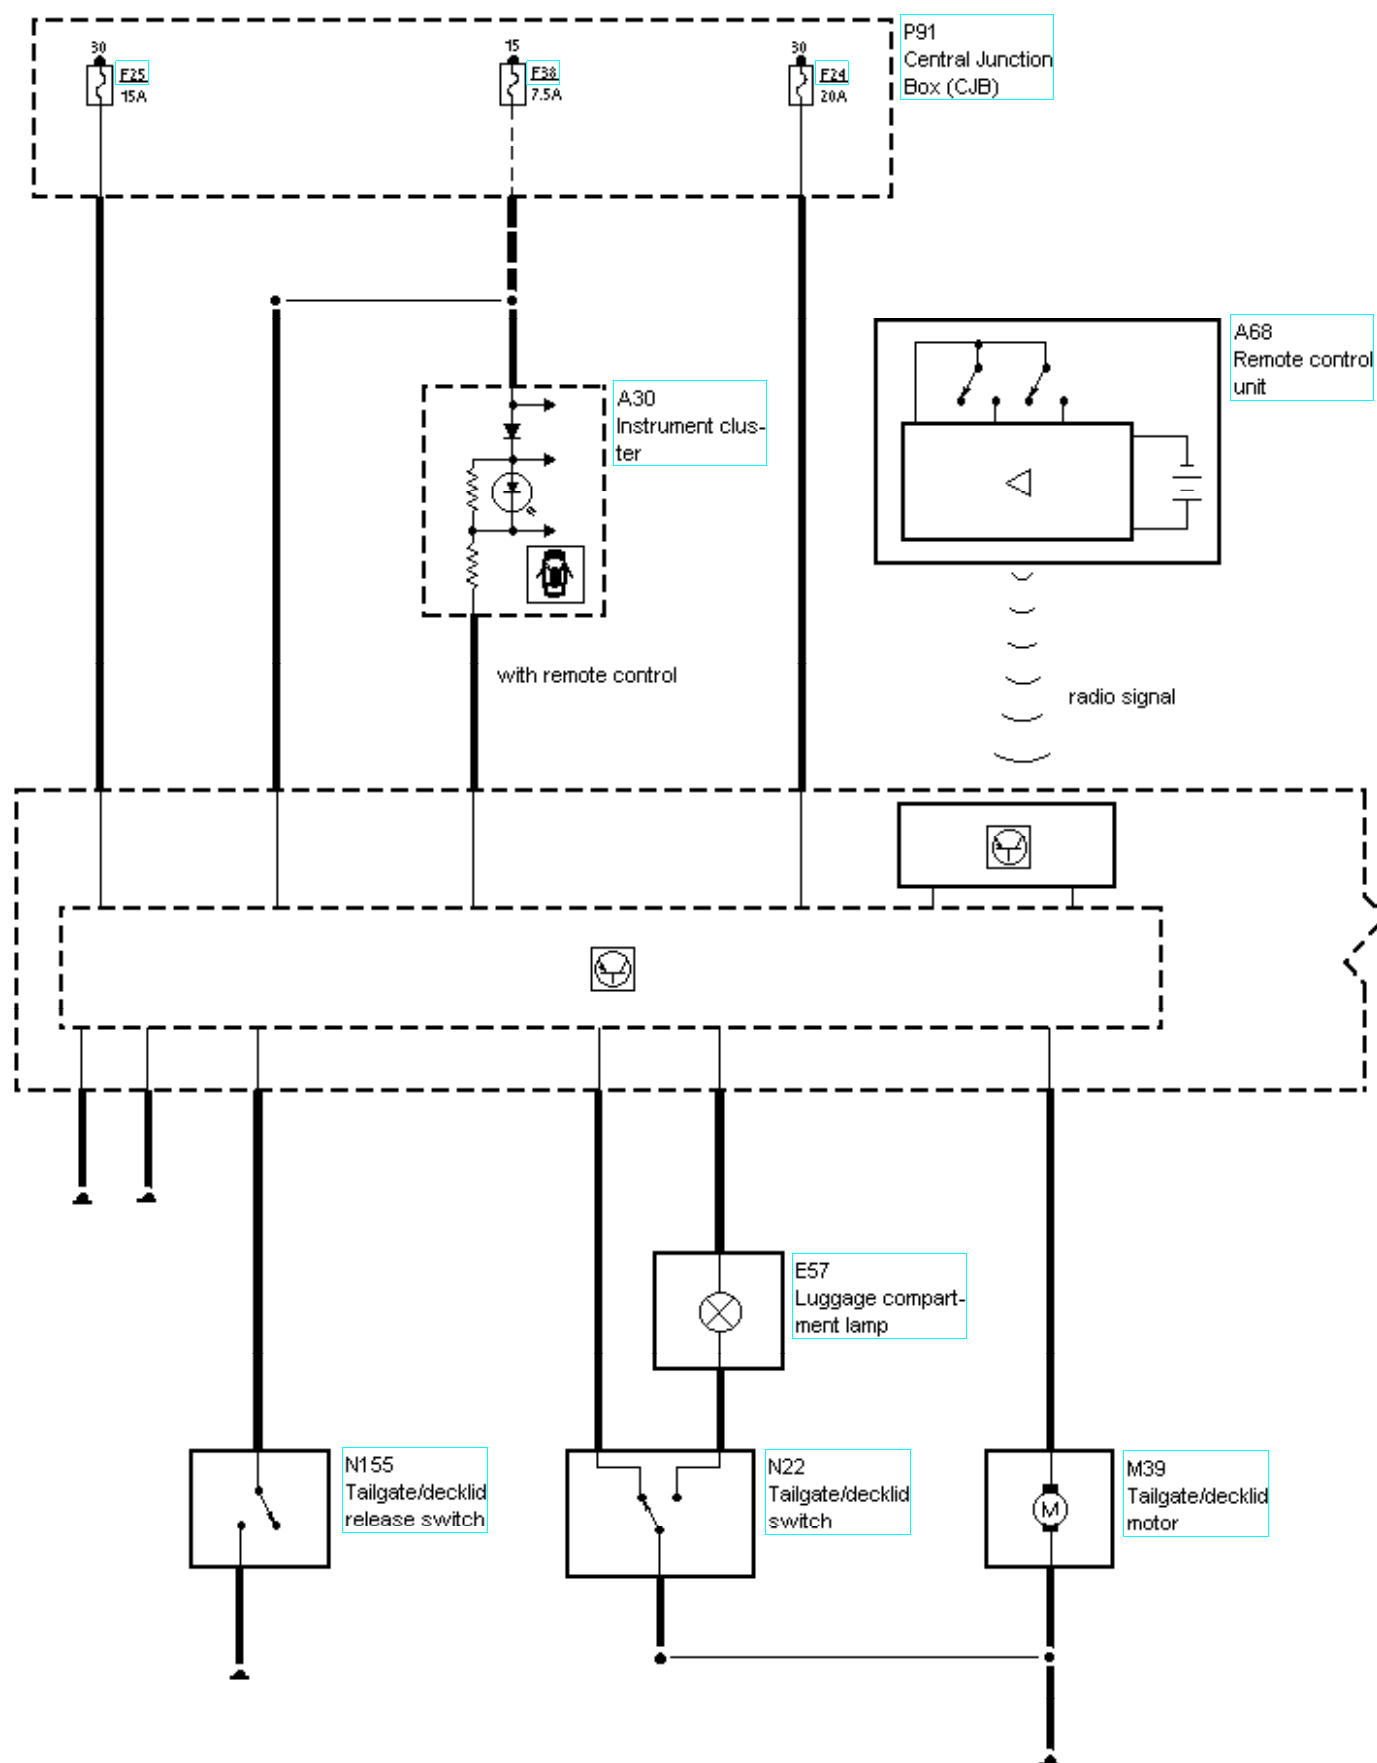 P91
Central Junction
Box (CJB)
30
F25
15A
15
F38
7.5A
30
F24
20A
A68
Remote control
unit
A30
Instrument clus-
ter
with remote control
radio signal
E57
Luggage compart-
ment lamp
N155
Tailgate/decklid
release switch
N22
Tailgate/decklid
switch
M39
Tailgate/decklid
motor
M